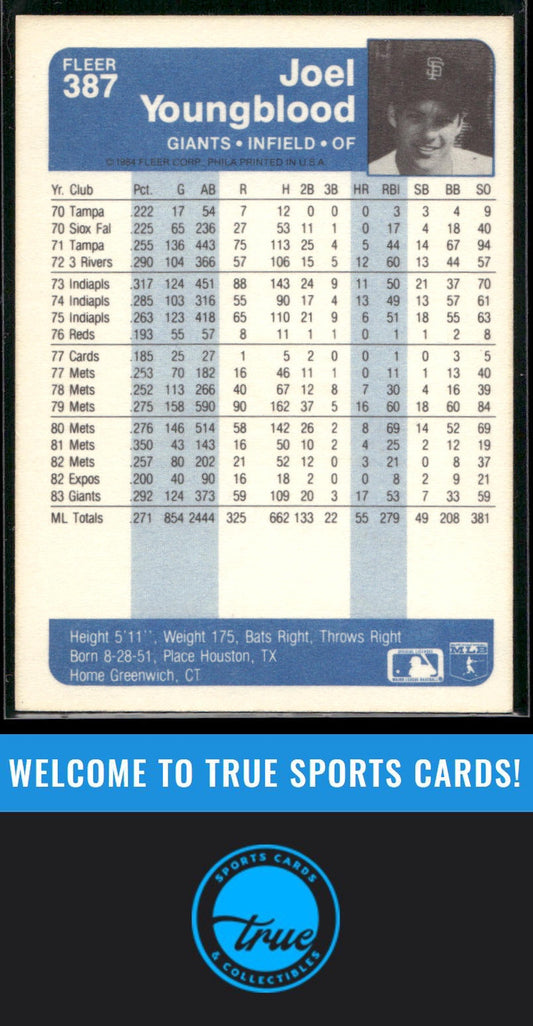 FLEER
387
Joel
Youngblood
GIANTS • INFIELD • OF
© 1984 FLEER CORP., PHILA PRINTED IN U.S.A.
Yr. Club Pct. G AB R H 2B 3B HR RBI SB BB SO
70 Tampa .222 17 54 7 12 0 0 0 3 3 4 9
70 Siox Fal .225 65 236 27 53 11 1 0 17 4 18 40
71 Tampa .255 136 443 75 113 25 4 5 44 14 67 94
72 3 Rivers .290 104 366 57 106 15 5 12 60 13 44 57
73 Indiapls .317 124 451 88 143 24 9 11 50 21 37 70
74 Indiapls .285 103 316 55 90 17 4 13 49 13 57 61
75 Indiapls .263 123 418 65 110 21 9 6 51 18 55 63
76 Reds .193 55 57 8 11 1 1 0 1 1 2 8
77 Cards .185 25 27 1 5 2 0 0 1 0 3 5
77 Mets .253 70 182 16 46 11 1 0 11 1 13 40
78 Mets .252 113 266 40 67 12 8 7 30 4 16 39
79 Mets .275 158 590 90 162 37 5 16 60 18 60 84
80 Mets .276 146 514 58 142 26 2 8 69 14 52 69
81 Mets .350 43 143 16 50 10 2 4 25 2 12 19
82 Mets .257 80 202 21 52 12 0 3 21 0 8 37
82 Expos .200 40 90 16 18 2 0 0 8 2 9 21
83 Giants .292 124 373 59 109 20 3 17 53 7 33 59
ML Totals .271 854 2444 325 662 133 22 55 279 49 208 381
Height 5'11'', Weight 175, Bats Right, Throws Right
Born 8-28-51, Place Houston, TX
Home Greenwich, CT
OFFICIAL LICENSEE
MAJOR LEAGUE BASEBALL
MLB
WELCOME TO TRUE SPORTS CARDS!
SPORTS CARDS
true
& COLLECTIBLES